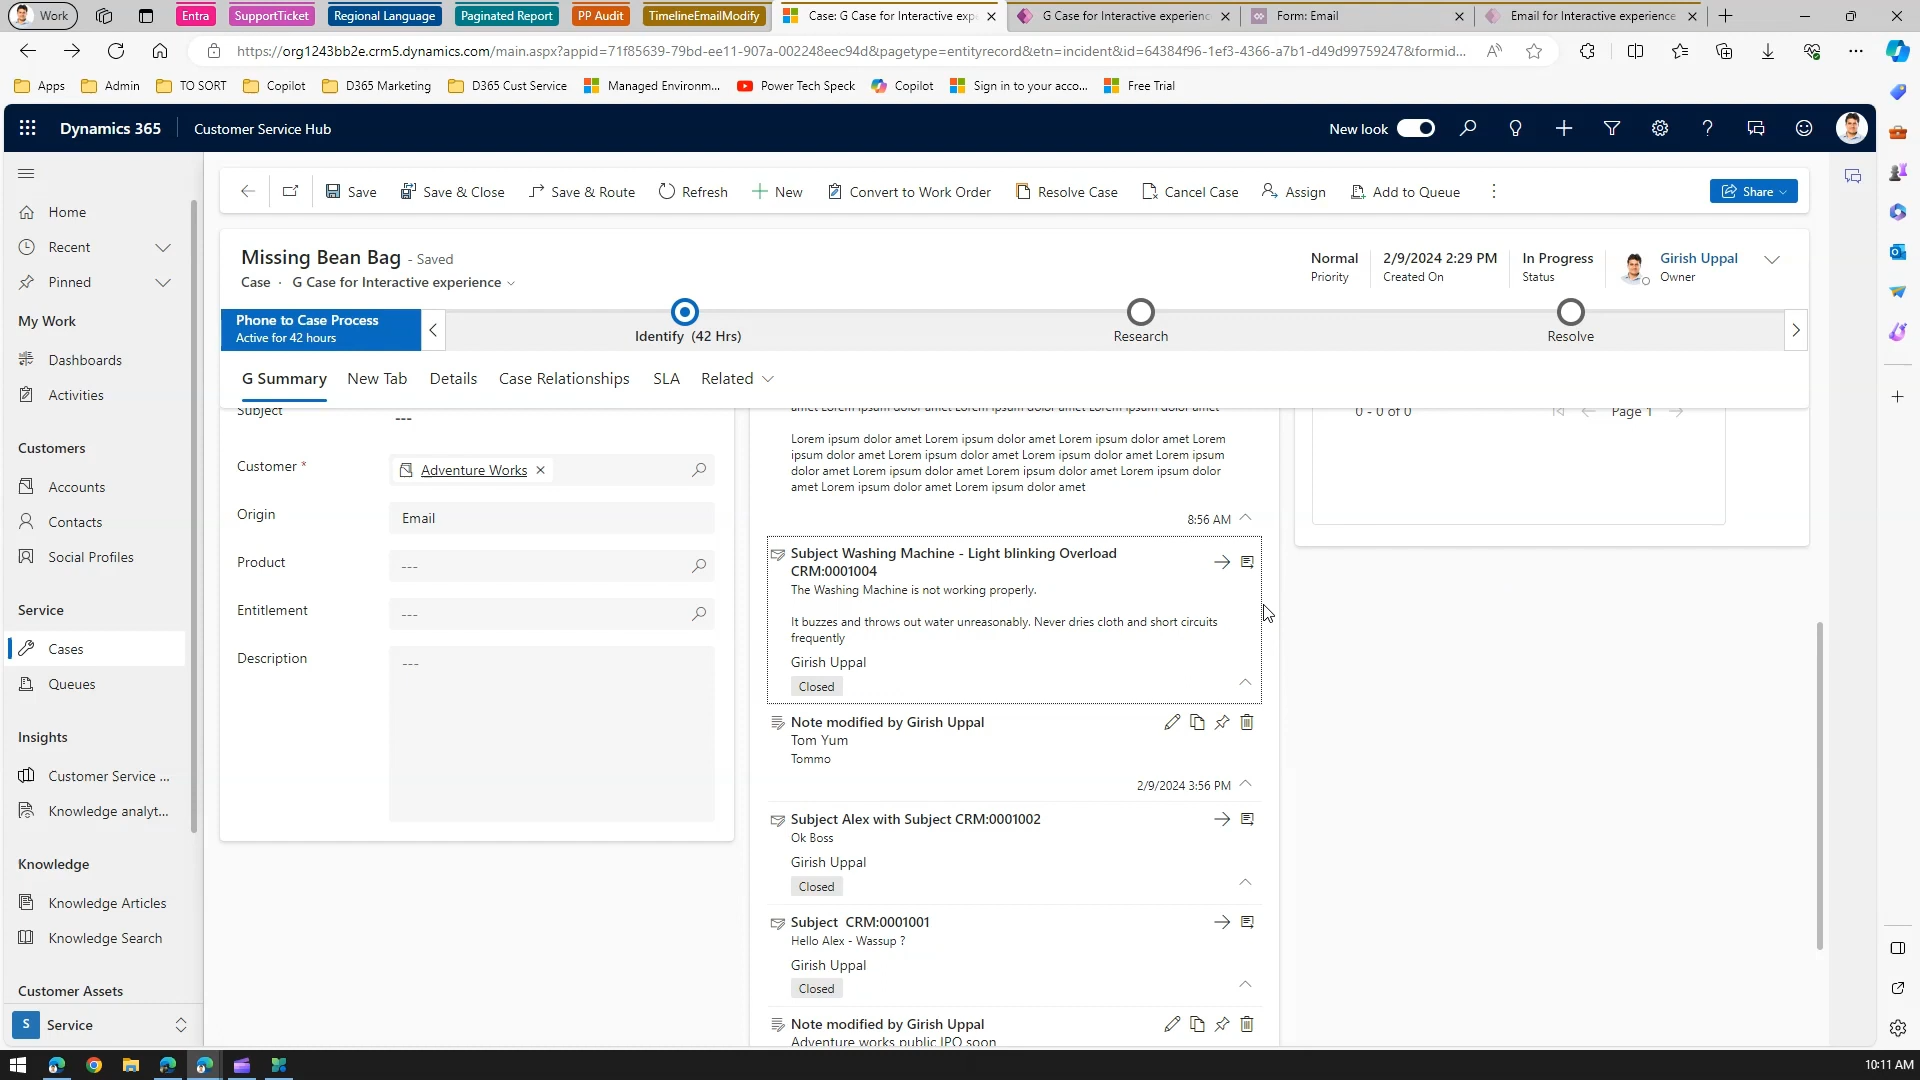 Work
Entra
SupportTicket
Regional Language
Paginated Report
PP Audit
TimelineEmailModify
Case: G Case for Interactive exp
G Case for Interactive experienc
Form: Email
Email for Interactive experience
https://org1243bb2e.crm5.dynamics.com/main.aspx?appid=71f85639-79bd-ee11-907a-002248eec94d&pagetype=entityrecord&etn=incident&id=64384f96-1ef3-4366-a7b1-d49d99759247&formid...
Apps
Admin
TO SORT
Copilot
D365 Marketing
D365 Cust Service
Managed Environm...
Power Tech Speck
Copilot
Sign in to your acco...
Free Trial
Dynamics 365
Customer Service Hub
New look
Save
Save & Close
Save & Route
Refresh
New
Convert to Work Order
Resolve Case
Cancel Case
Assign
Add to Queue
Share
Home
Recent
Pinned
My Work
Dashboards
Activities
Customers
Accounts
Contacts
Social Profiles
Service
Cases
Queues
Insights
Customer Service ...
Knowledge analyt...
Knowledge
Knowledge Articles
Knowledge Search
Customer Assets
S
Service
Missing Bean Bag - Saved
Case · G Case for Interactive experience
Normal
Priority
2/9/2024 2:29 PM
Created On
In Progress
Status
Girish Uppal
Owner
Phone to Case Process
Active for 42 hours
Identify (42 Hrs)
Research
Resolve
G Summary
New Tab
Details
Case Relationships
SLA
Related
Subject
---
Customer *
Adventure Works
Origin
Email
Product
---
Entitlement
---
Description
---
amet Lorem ipsum dolor amet Lorem ipsum dolor amet Lorem ipsum dolor amet
Lorem ipsum dolor amet Lorem ipsum dolor amet Lorem ipsum dolor amet Lorem
ipsum dolor amet Lorem ipsum dolor amet Lorem ipsum dolor amet Lorem ipsum
dolor amet Lorem ipsum dolor amet Lorem ipsum dolor amet Lorem ipsum dolor
amet Lorem ipsum dolor amet Lorem ipsum dolor amet
8:56 AM
Subject Washing Machine - Light blinking Overload
CRM:0001004
The Washing Machine is not working properly.
It buzzes and throws out water unreasonably. Never dries cloth and short circuits
frequently
Girish Uppal
Closed
Note modified by Girish Uppal
Tom Yum
Tommo
2/9/2024 3:56 PM
Subject Alex with Subject CRM:0001002
Ok Boss
Girish Uppal
Closed
Subject CRM:0001001
Hello Alex - Wassup ?
Girish Uppal
Closed
Note modified by Girish Uppal
Adventure works public IPO soon
0 - 0 of 0
Page 1
10:11 AM